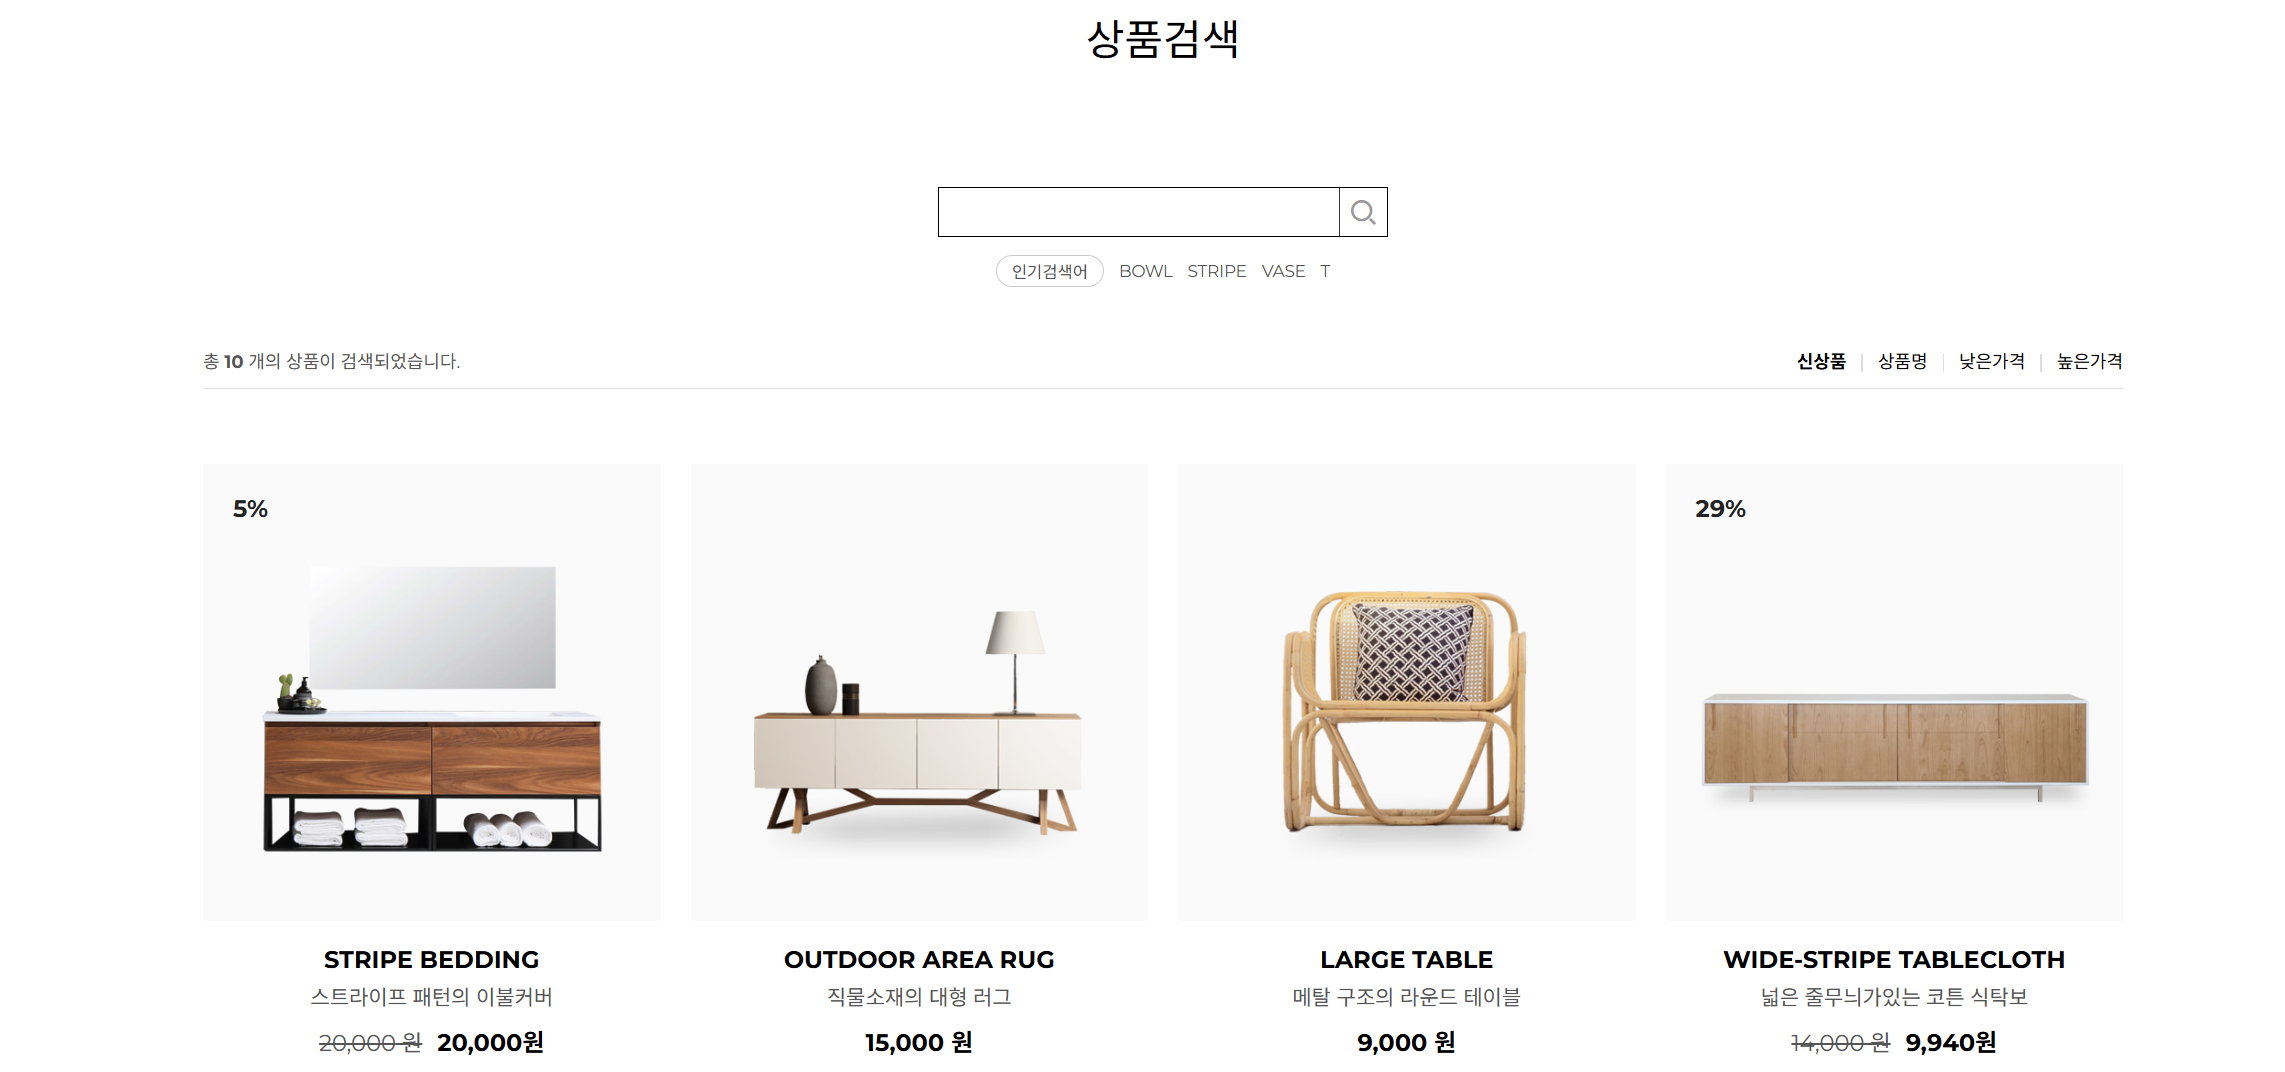 상품검색
인기검색어 BOWL STRIPE VASE T
총 10 개의 상품이 검색되었습니다.
신상품 | 상품명 | 낮은가격 | 높은가격
5%
29%
STRIPE BEDDING
스트라이프 패턴의 이불커버
20,000 원 20,000원
OUTDOOR AREA RUG
직물소재의 대형 러그
15,000 원
LARGE TABLE
메탈 구조의 라운드 테이블
9,000 원
WIDE-STRIPE TABLECLOTH
넓은 줄무늬가있는 코튼 식탁보
14,000 원 9,940원